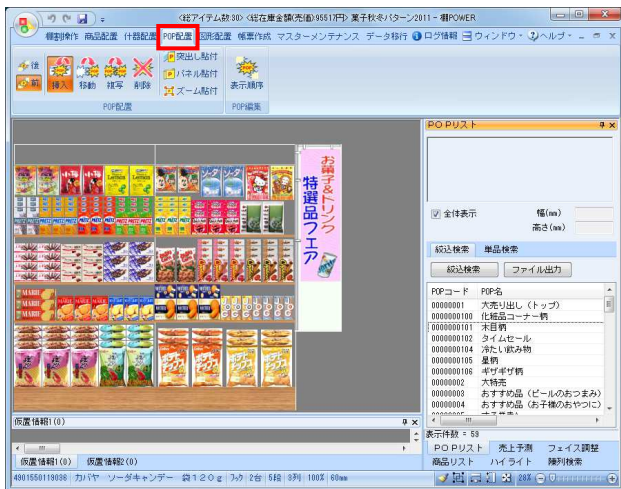 <総アイテム数:30> <総在庫金額(売価):95517円> 菓子秋冬パターン2011 - 棚POWER
棚割操作 商品配置 什器配置 POP配置 図形配置 帳票作成 マスターメンテナンス データ移行 ログ情報 ウィンドウ ヘルプ
後
前
挿入 移動 複写 削除
突出し貼付
パネル貼付
ズーム貼付
表示順序
POP配置 POP編集
POPリスト
お菓子&ドリンク
特選品フェア
全体表示
幅(mm)
高さ(mm)
絞込検索 単品検索
絞込検索 ファイル出力
POPコード POP名
00000001 大売り出し(トップ)
0000000100 化粧品コーナー柄
0000000101 木目柄
0000000102 タイムセール
0000000104 冷たい飲み物
0000000105 星柄
0000000106 ギザギザ柄
00000002 大特売
00000003 おすすめ品(ビールのおつまみ)
00000004 おすすめ品(お子様のおやつに)
表示件数 = 59
POPリスト 売上予測 フェイス調整
商品リスト ハイライト 陳列検索
仮置情報1(0)
仮置情報1(0) 仮置情報2(0)
4901550119036 カバヤ ソーダキャンデー 袋120g フック 2台 5段 3列 100% 60mm
28%